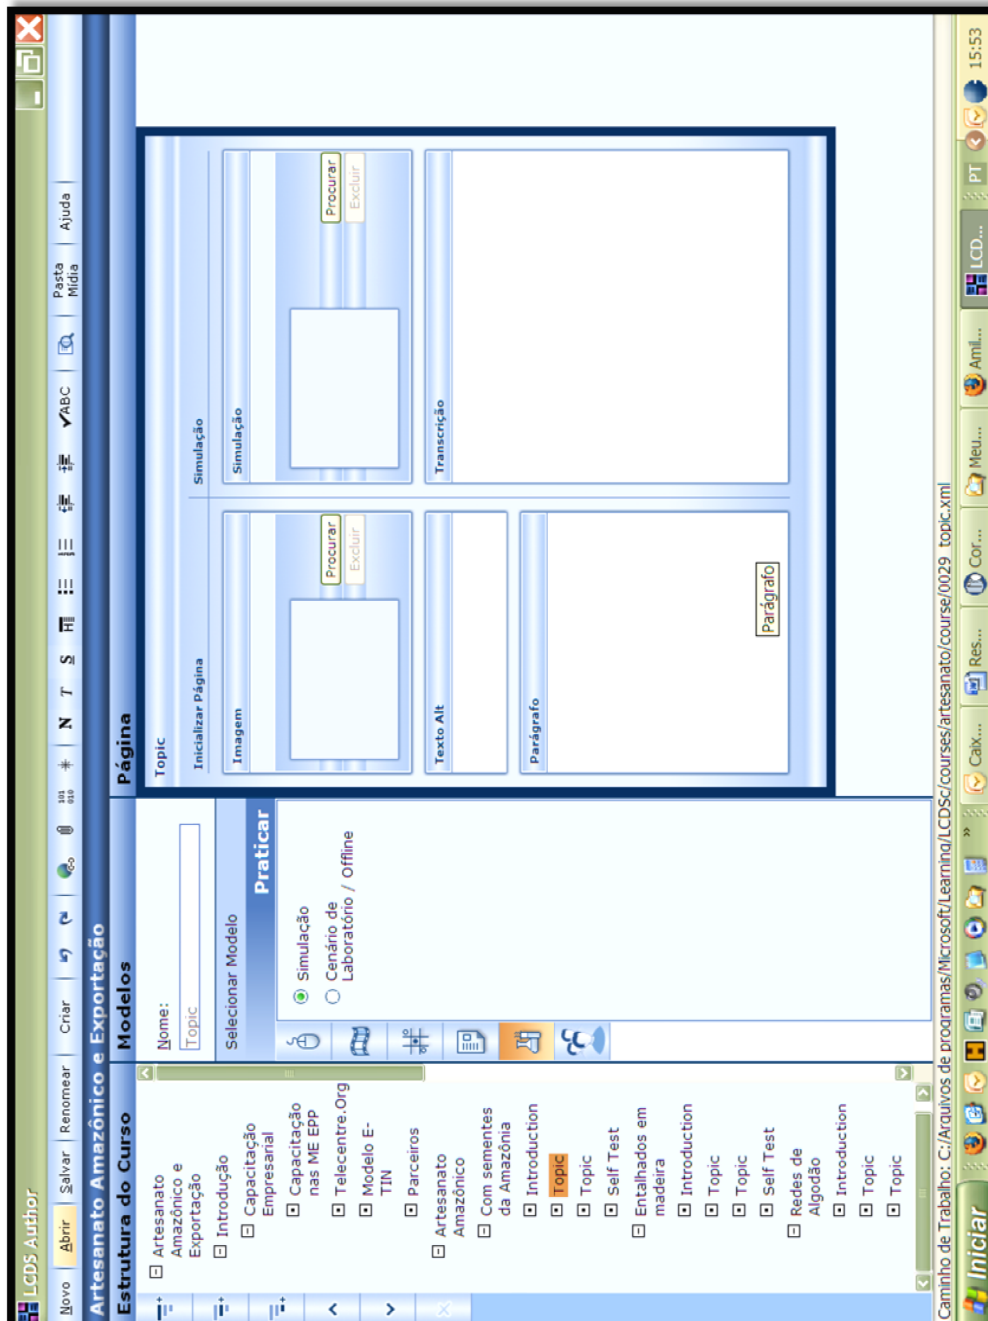 LCDS Author
Novo
Abrir
Salvar
Renomear
Criar
101
010
N
T
S
H
ABC
Pasta
Mídia
Ajuda
Artesanato Amazônico e Exportação
Estrutura do Curso
Artesanato
Amazônico e
Exportação
Introdução
Capacitação
Empresarial
Capacitação
nas ME EPP
Telecentre.Org
Modelo E-
TIN
Parceiros
Artesanato
Amazônico
Com sementes
da Amazônia
Introduction
Topic
Topic
Self Test
Entalhados em
madeira
Introduction
Topic
Topic
Self Test
Redes de
Algodão
Introduction
Topic
Topic
Modelos
Nome:
Topic
Selecionar Modelo
Praticar
Simulação
Cenário de
Laboratório / Offline
Página
Topic
Inicializar Página
Simulação
Imagem
Procurar
Excluir
Texto Alt
Parágrafo
Parágrafo
Simulação
Procurar
Excluir
Transcrição
Caminho de Trabalho: C:/Arquivos de programas/Microsoft/Learning/LCDSc/courses/artesanato/course/0029_topic.xml
Iniciar
Caix...
Res...
Cor...
Meu...
Amil...
LCD...
PT
15:53